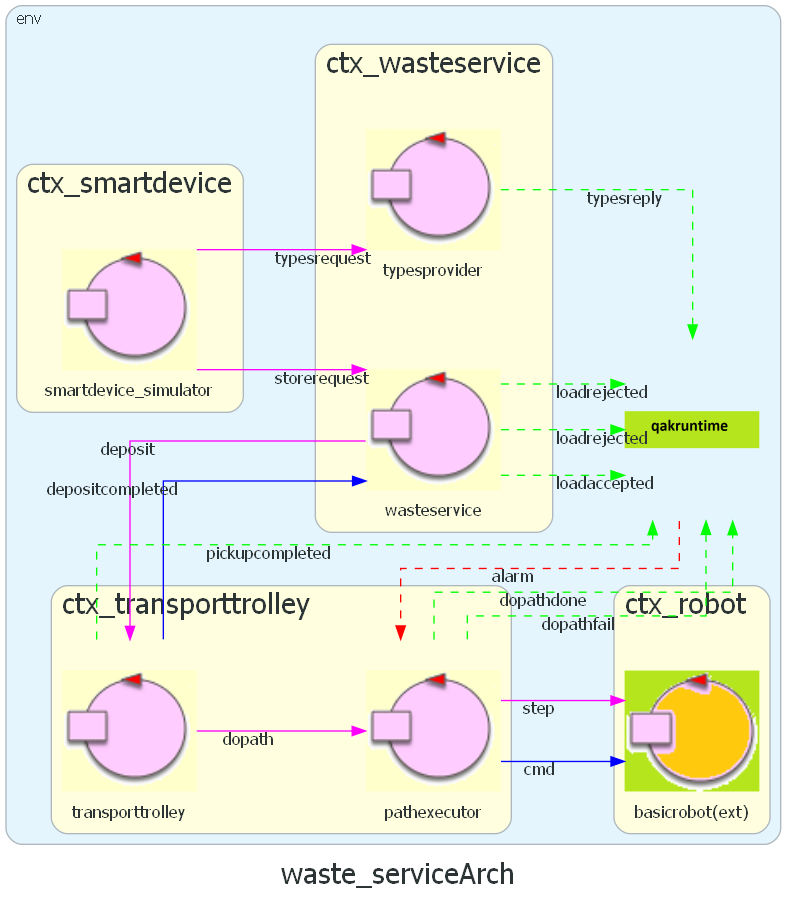 env
ctx_wasteservice
ctx_smartdevice
typesreply
typesrequest
typesprovider
storerequest
smartdevice_simulator
loadrejected
qakruntime
loadrejected
deposit
loadaccepted
depositcompleted
wasteservice
pickupcompleted
alarm
dopathdone
ctx_transporttrolley
ctx_robot
dopathfail
step
dopath
cmd
transporttrolley
pathexecutor
basicrobot(ext)
waste_serviceArch